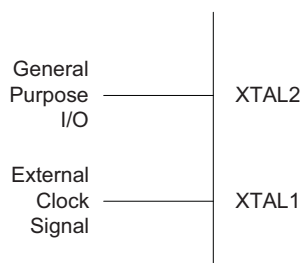 General
Purpose
I/O
XTAL2
External
Clock
Signal
XTAL1